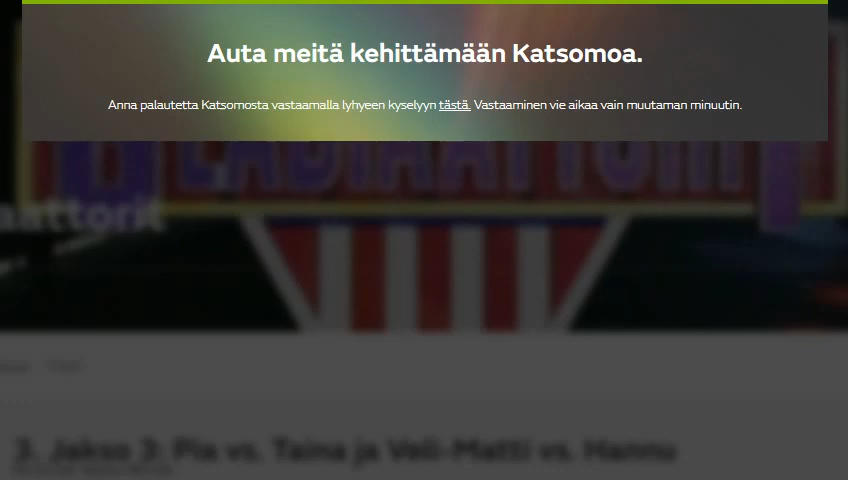 Auta meitä kehittämään Katsomoa.
Anna palautetta Katsomosta vastaamalla lyhyeen kyselyyn tästä. Vastaaminen vie aikaa vain muutaman minuutin.
aattorit
3. Jakso 3: Pia vs. Taina ja Veli-Matti vs. Hannu